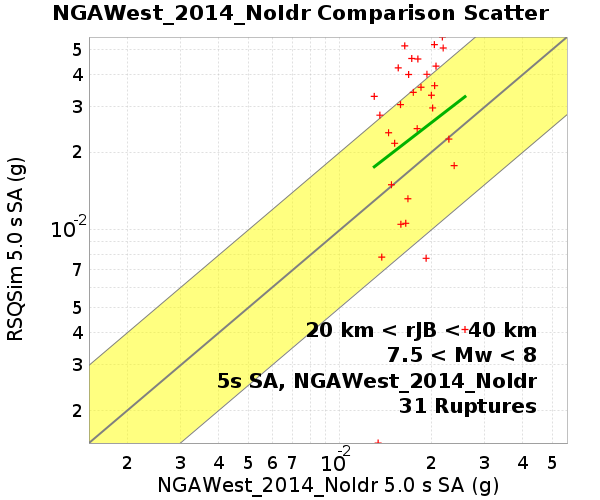 NGAWest_2014_NoIdr Comparison Scatter
5
4
3
2
10-2
7
5
4
3
2
RSQSim 5.0 s SA (g)
20 km < rJB < 40 km
7.5 < Mw < 8
5s SA, NGAWest_2014_NoIdr
31 Ruptures
2 3 4 5 6 7 10-2 2 3 4 5
NGAWest_2014_NoIdr 5.0 s SA (g)